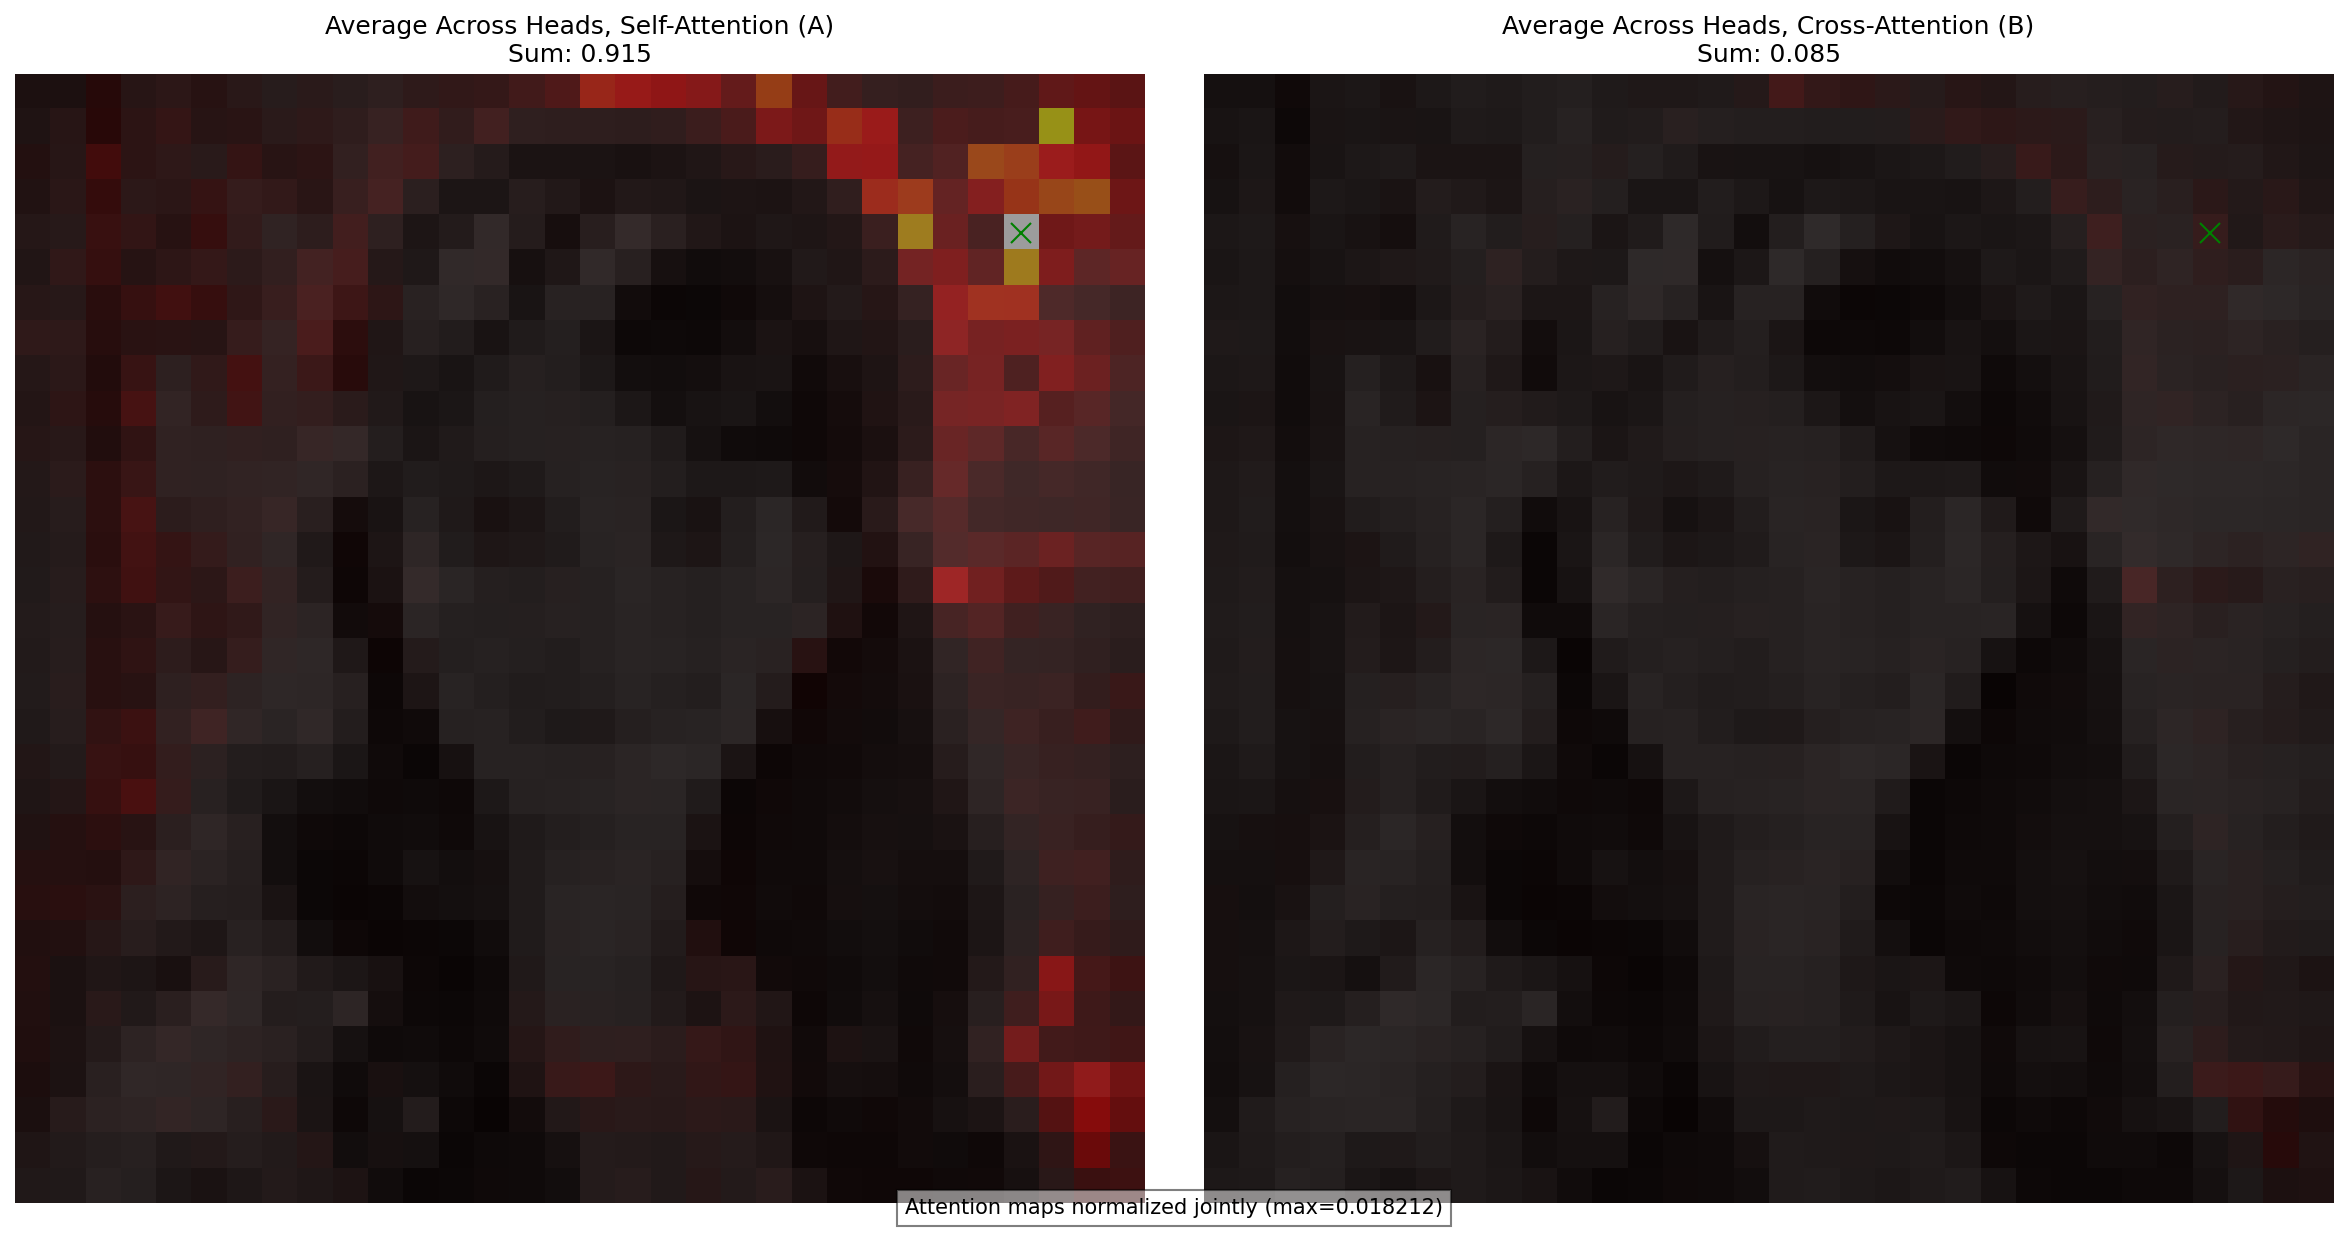 Average Across Heads, Self-Attention (A)
Sum: 0.915
Average Across Heads, Cross-Attention (B)
Sum: 0.085
Attention maps normalized jointly (max=0.018212)